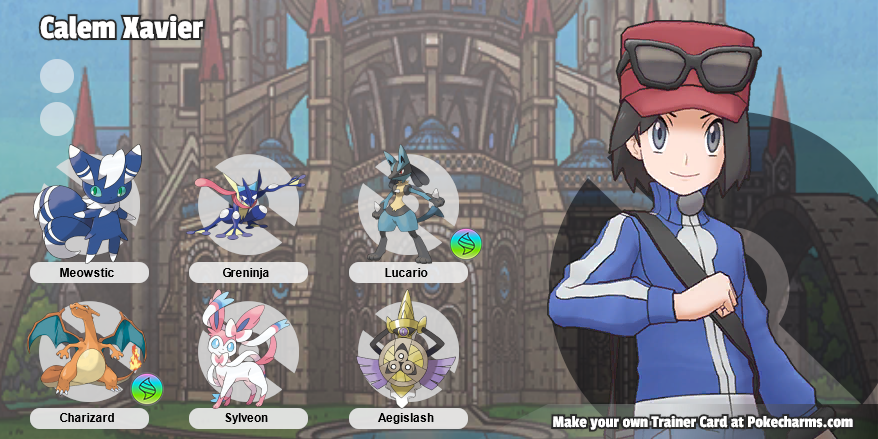 Calem Xavier
Meowstic
Greninja
Lucario
Charizard
Sylveon
Aegislash
Make your own Trainer Card at Pokecharms.com